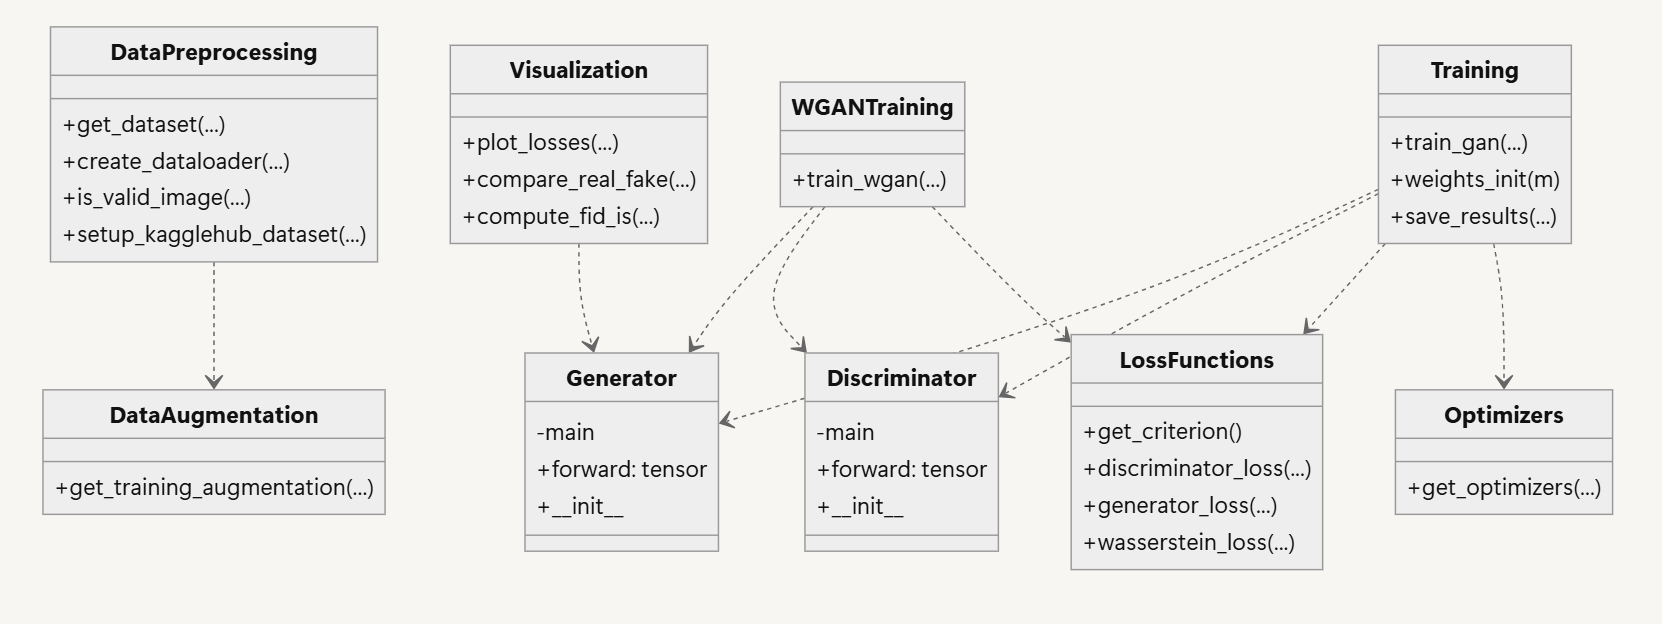 DataPreprocessing
+get_dataset(...)
+create_dataloader(...)
+is_valid_image(...)
+setup_kagglehub_dataset(...)
Visualization
+plot_losses(...)
+compare_real_fake(...)
+compute_fid_is(...)
WGANTraining
+train_wgan(...)
Training
+train_gan(...)
+weights_init(m)
+save_results(...)
DataAugmentation
+get_training_augmentation(...)
Generator
-main
+forward: tensor
+__init__
Discriminator
-main
+forward: tensor
+__init__
LossFunctions
+get_criterion()
+discriminator_loss(...)
+generator_loss(...)
+wasserstein_loss(...)
Optimizers
+get_optimizers(...)